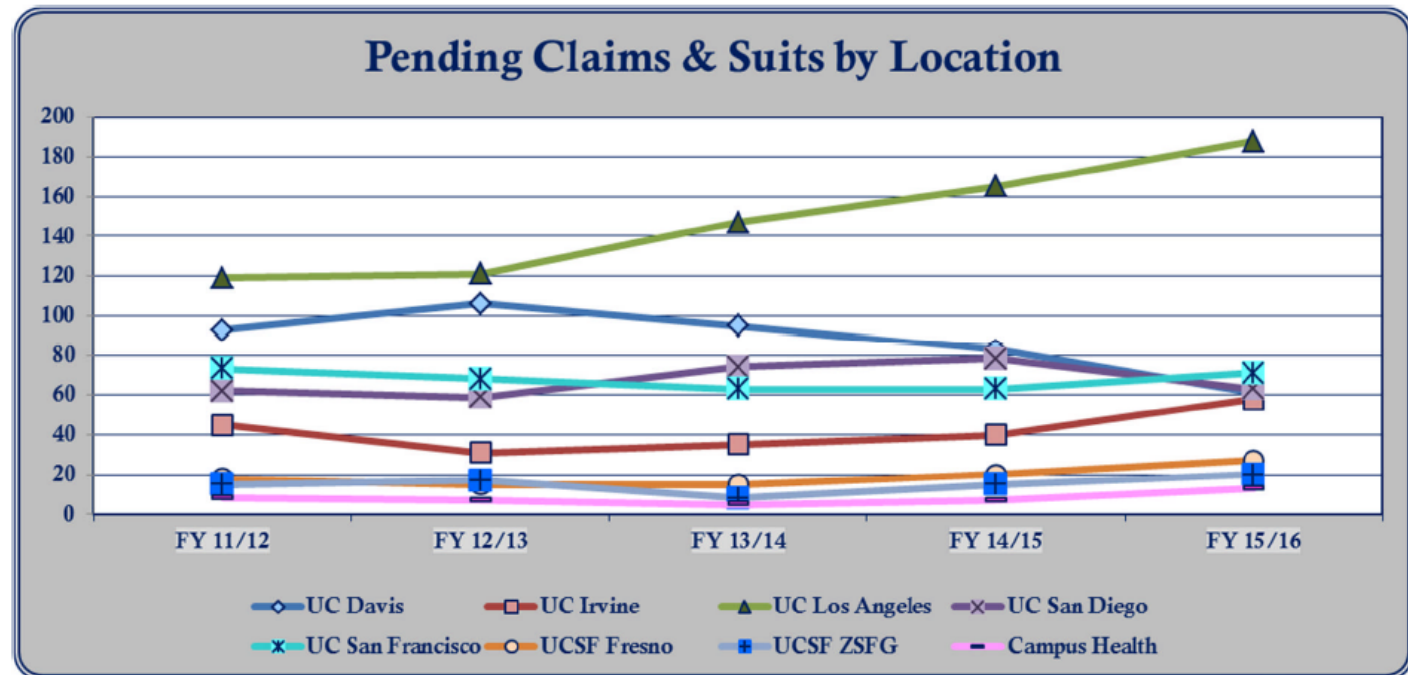 Pending Claims & Suits by Location
200
180
160
140
120
100
80
60
40
20
0
FY 11/12 FY 12/13 FY 13/14 FY 14/15 FY 15/16
UC Davis UC Irvine UC Los Angeles UC San Diego
UC San Francisco UCSF Fresno UCSF ZSFG Campus Health